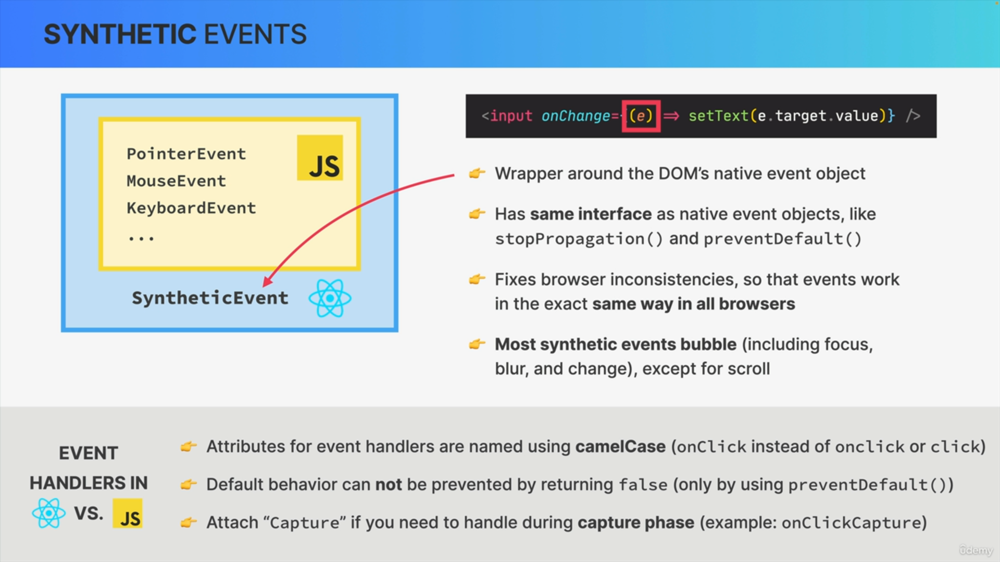 SYNTHETIC EVENTS
PointerEvent
MouseEvent
KeyboardEvent
...
JS
SyntheticEvent
<input onChange={(e) => setText(e.target.value)} />
👉 Wrapper around the DOM’s native event object
👉 Has same interface as native event objects, like
stopPropagation() and preventDefault()
👉 Fixes browser inconsistencies, so that events work
in the exact same way in all browsers
👉 Most synthetic events bubble (including focus,
blur, and change), except for scroll
EVENT
HANDLERS IN
VS. JS
👉 Attributes for event handlers are named using camelCase (onClick instead of onclick or click)
👉 Default behavior can not be prevented by returning false (only by using preventDefault())
👉 Attach “Capture” if you need to handle during capture phase (example: onClickCapture)
ûdemy